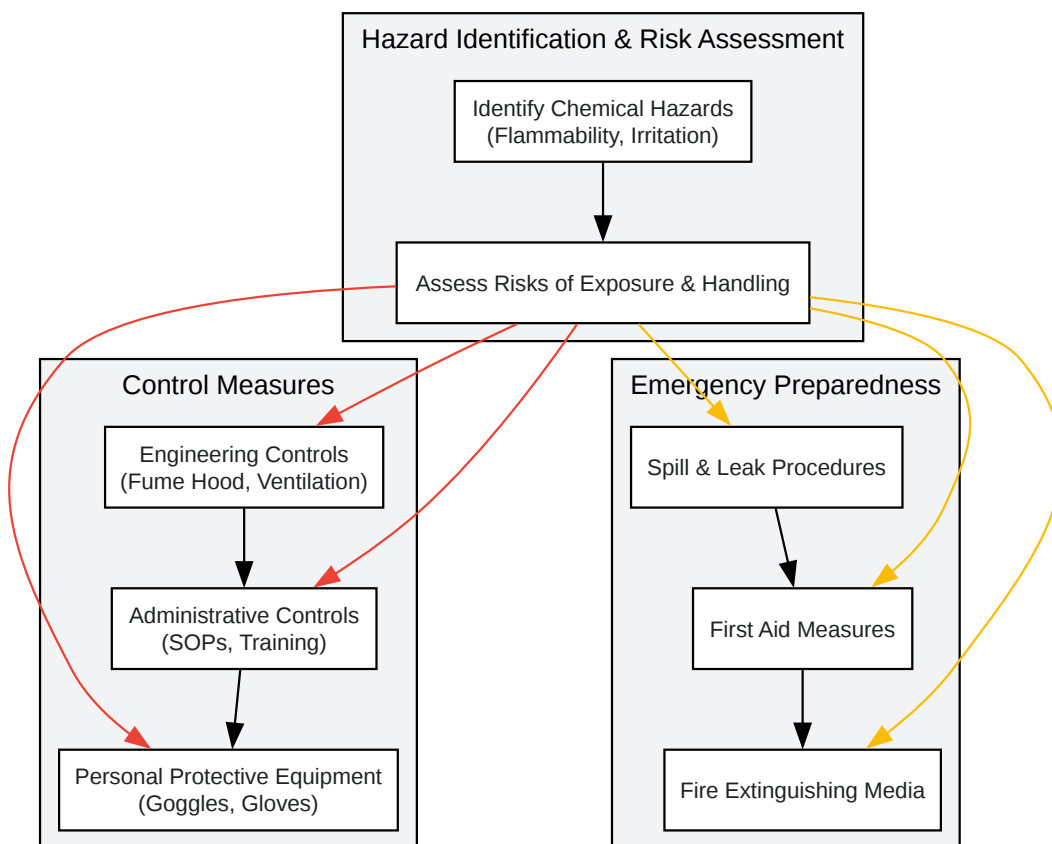 Hazard Identification & Risk Assessment
Identify Chemical Hazards
(Flammability, Irritation)
Assess Risks of Exposure & Handling
Control Measures
Engineering Controls
(Fume Hood, Ventilation)
Administrative Controls
(SOPs, Training)
Personal Protective Equipment
(Goggles, Gloves)
Emergency Preparedness
Spill & Leak Procedures
First Aid Measures
Fire Extinguishing Media